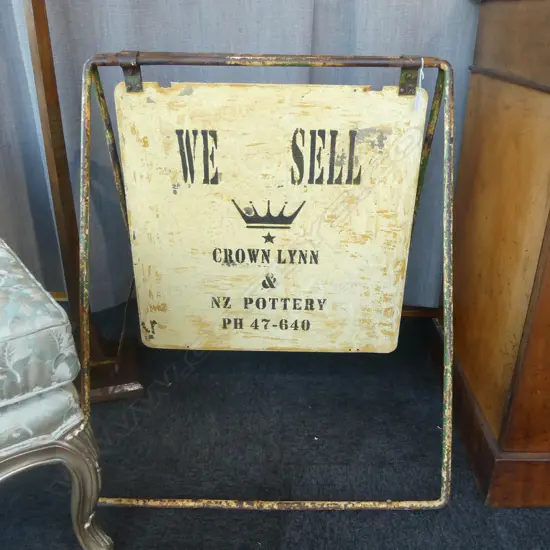 WE SELL
CROWN LYNN
&
NZ POTTERY
PH 47-640